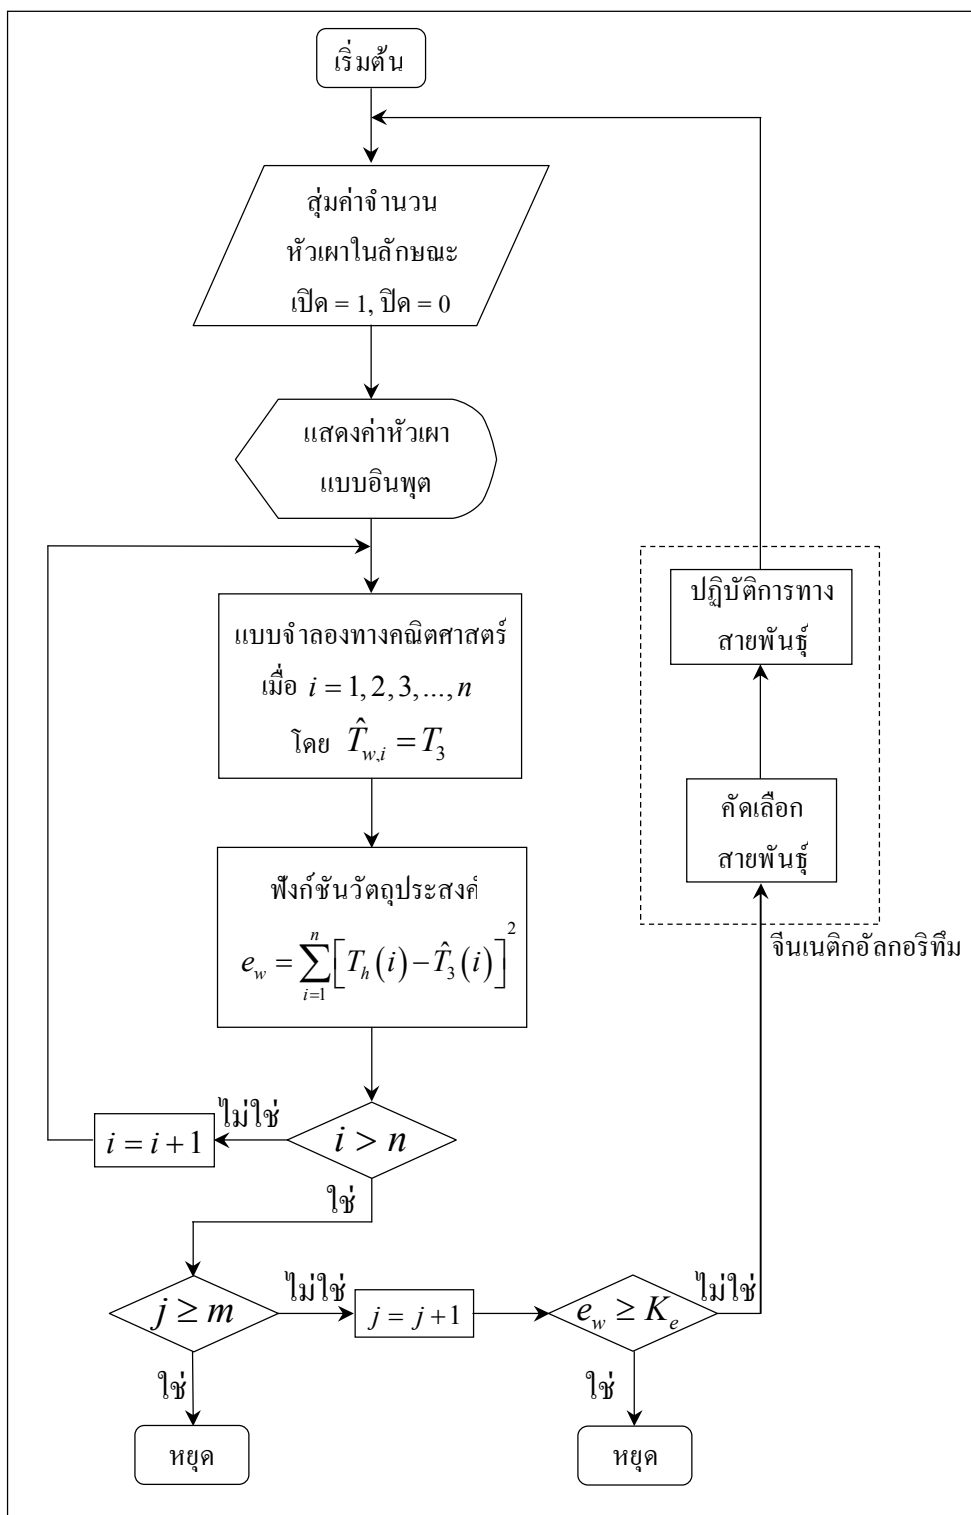 เริ่มต้น
สุ่มค่าจำนวน
หัวเผาในลักษณะ
เปิด = 1, ปิด = 0
แสดงค่าหัวเผา
แบบอินพุต
แบบจำลองทางคณิตศาสตร์
เมื่อ i = 1, 2, 3, ..., n
โดย T̂_{w,i} = T_3
ฟังก์ชันวัตถุประสงค์
e_w = \sum_{i=1}^{n} [T_h(i) − T̂_3(i)]^2
i > n
ไม่ใช่
i = i + 1
ใช่
j ≥ m
ไม่ใช่
j = j + 1
ใช่
หยุด
e_w ≥ K_e
ไม่ใช่
ใช่
หยุด
ปฏิบัติการทาง
สายพันธุ์
คัดเลือก
สายพันธุ์
จีนเนติกอัลกอริทึม